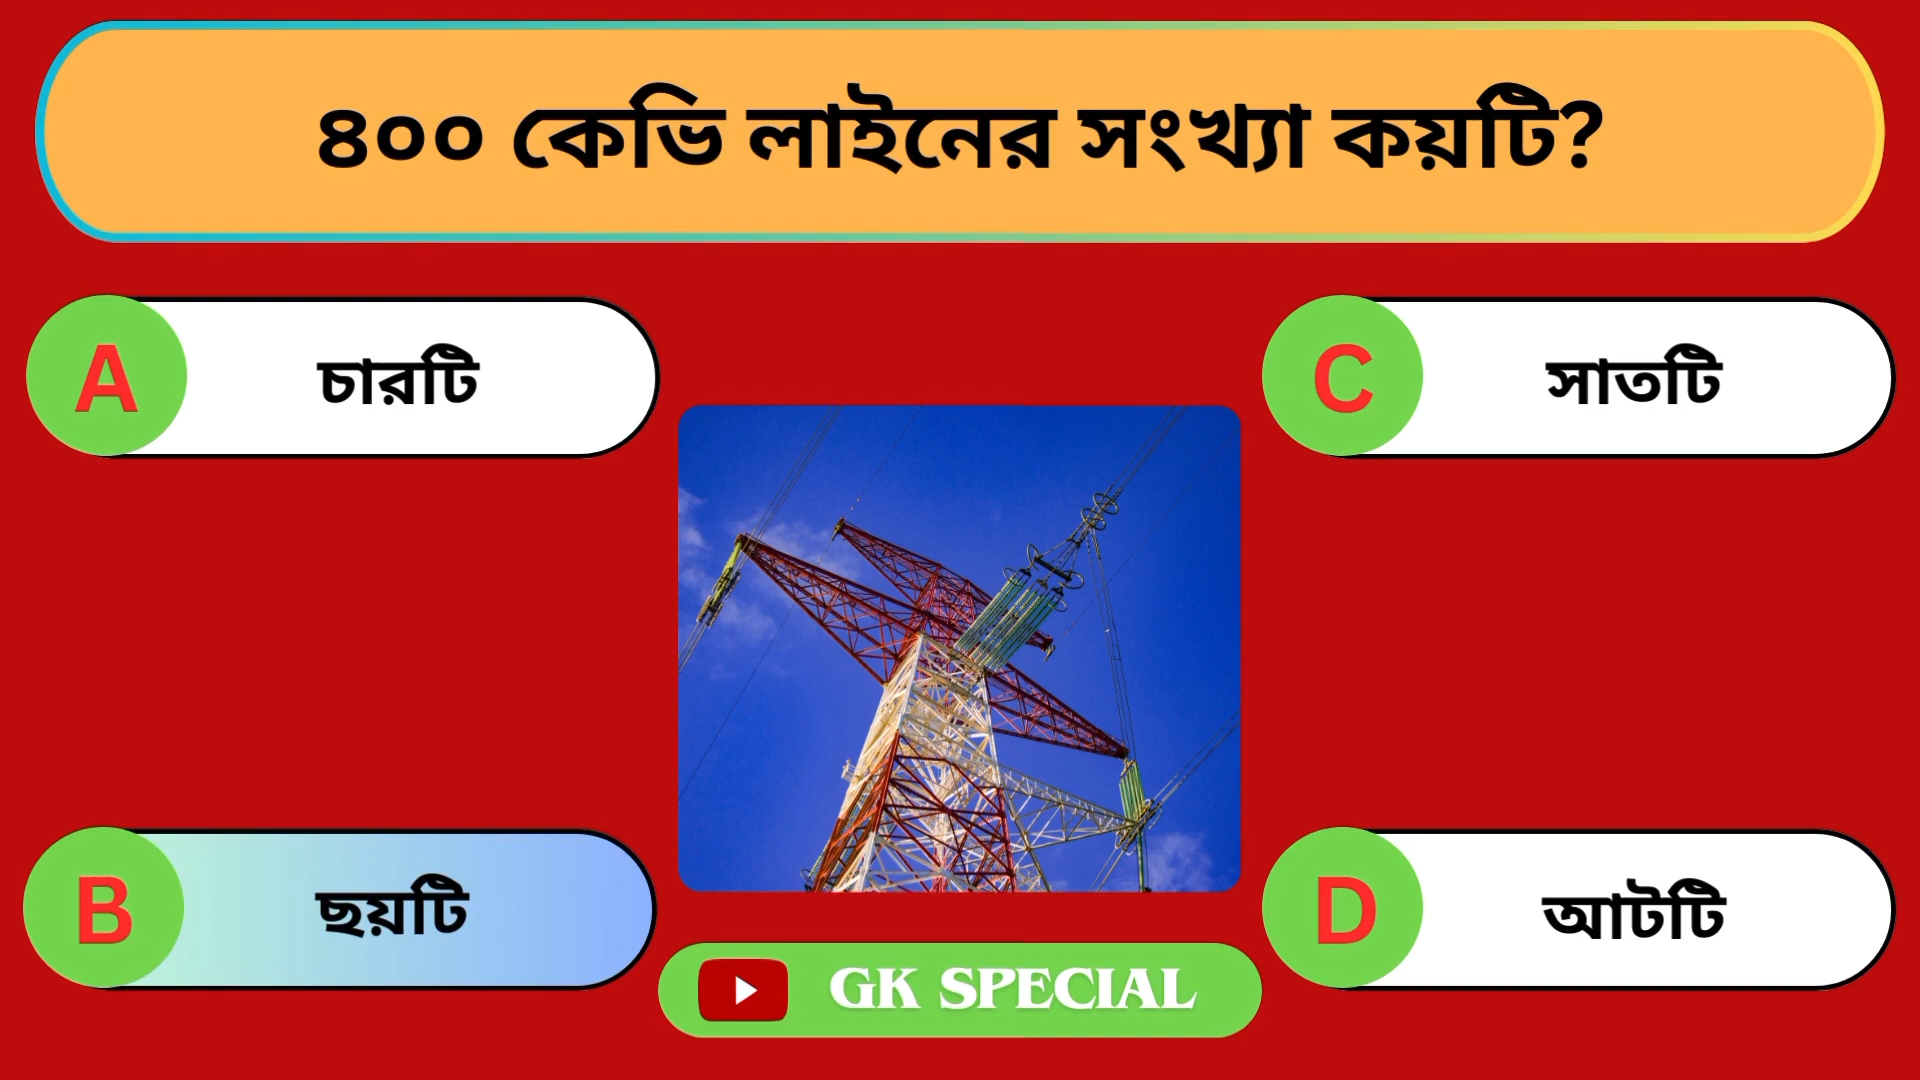 ৪০০ কেভি লাইনের সংখ্যা কয়টি?
A চারটি
B ছয়টি
C সাতটি
D আটটি
GK SPECIAL